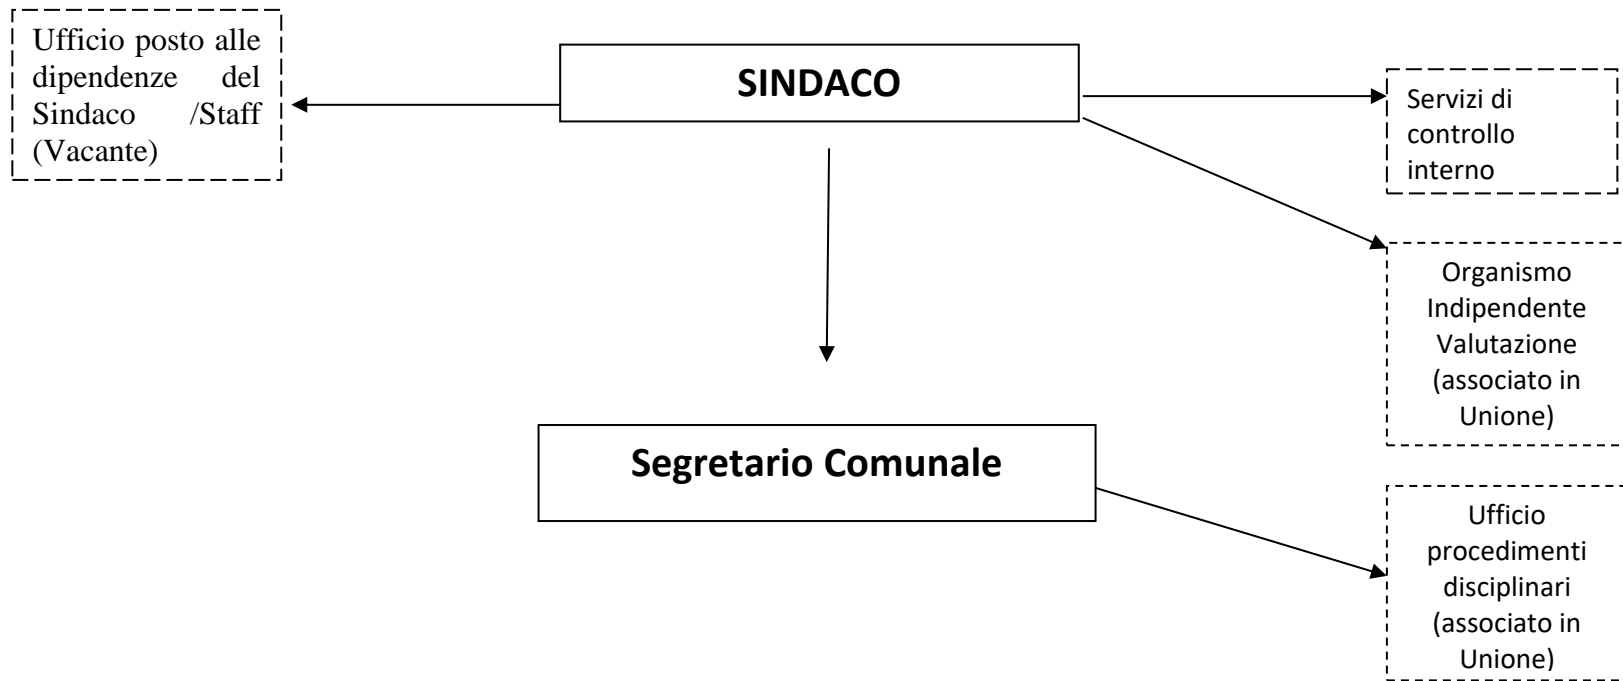 Ufficio posto alle
dipendenze del
Sindaco /Staff
(Vacante)
SINDACO
Servizi di
controllo
interno
Organismo
Indipendente
Valutazione
(associato in
Unione)
Segretario Comunale
Ufficio
procedimenti
disciplinari
(associato in
Unione)